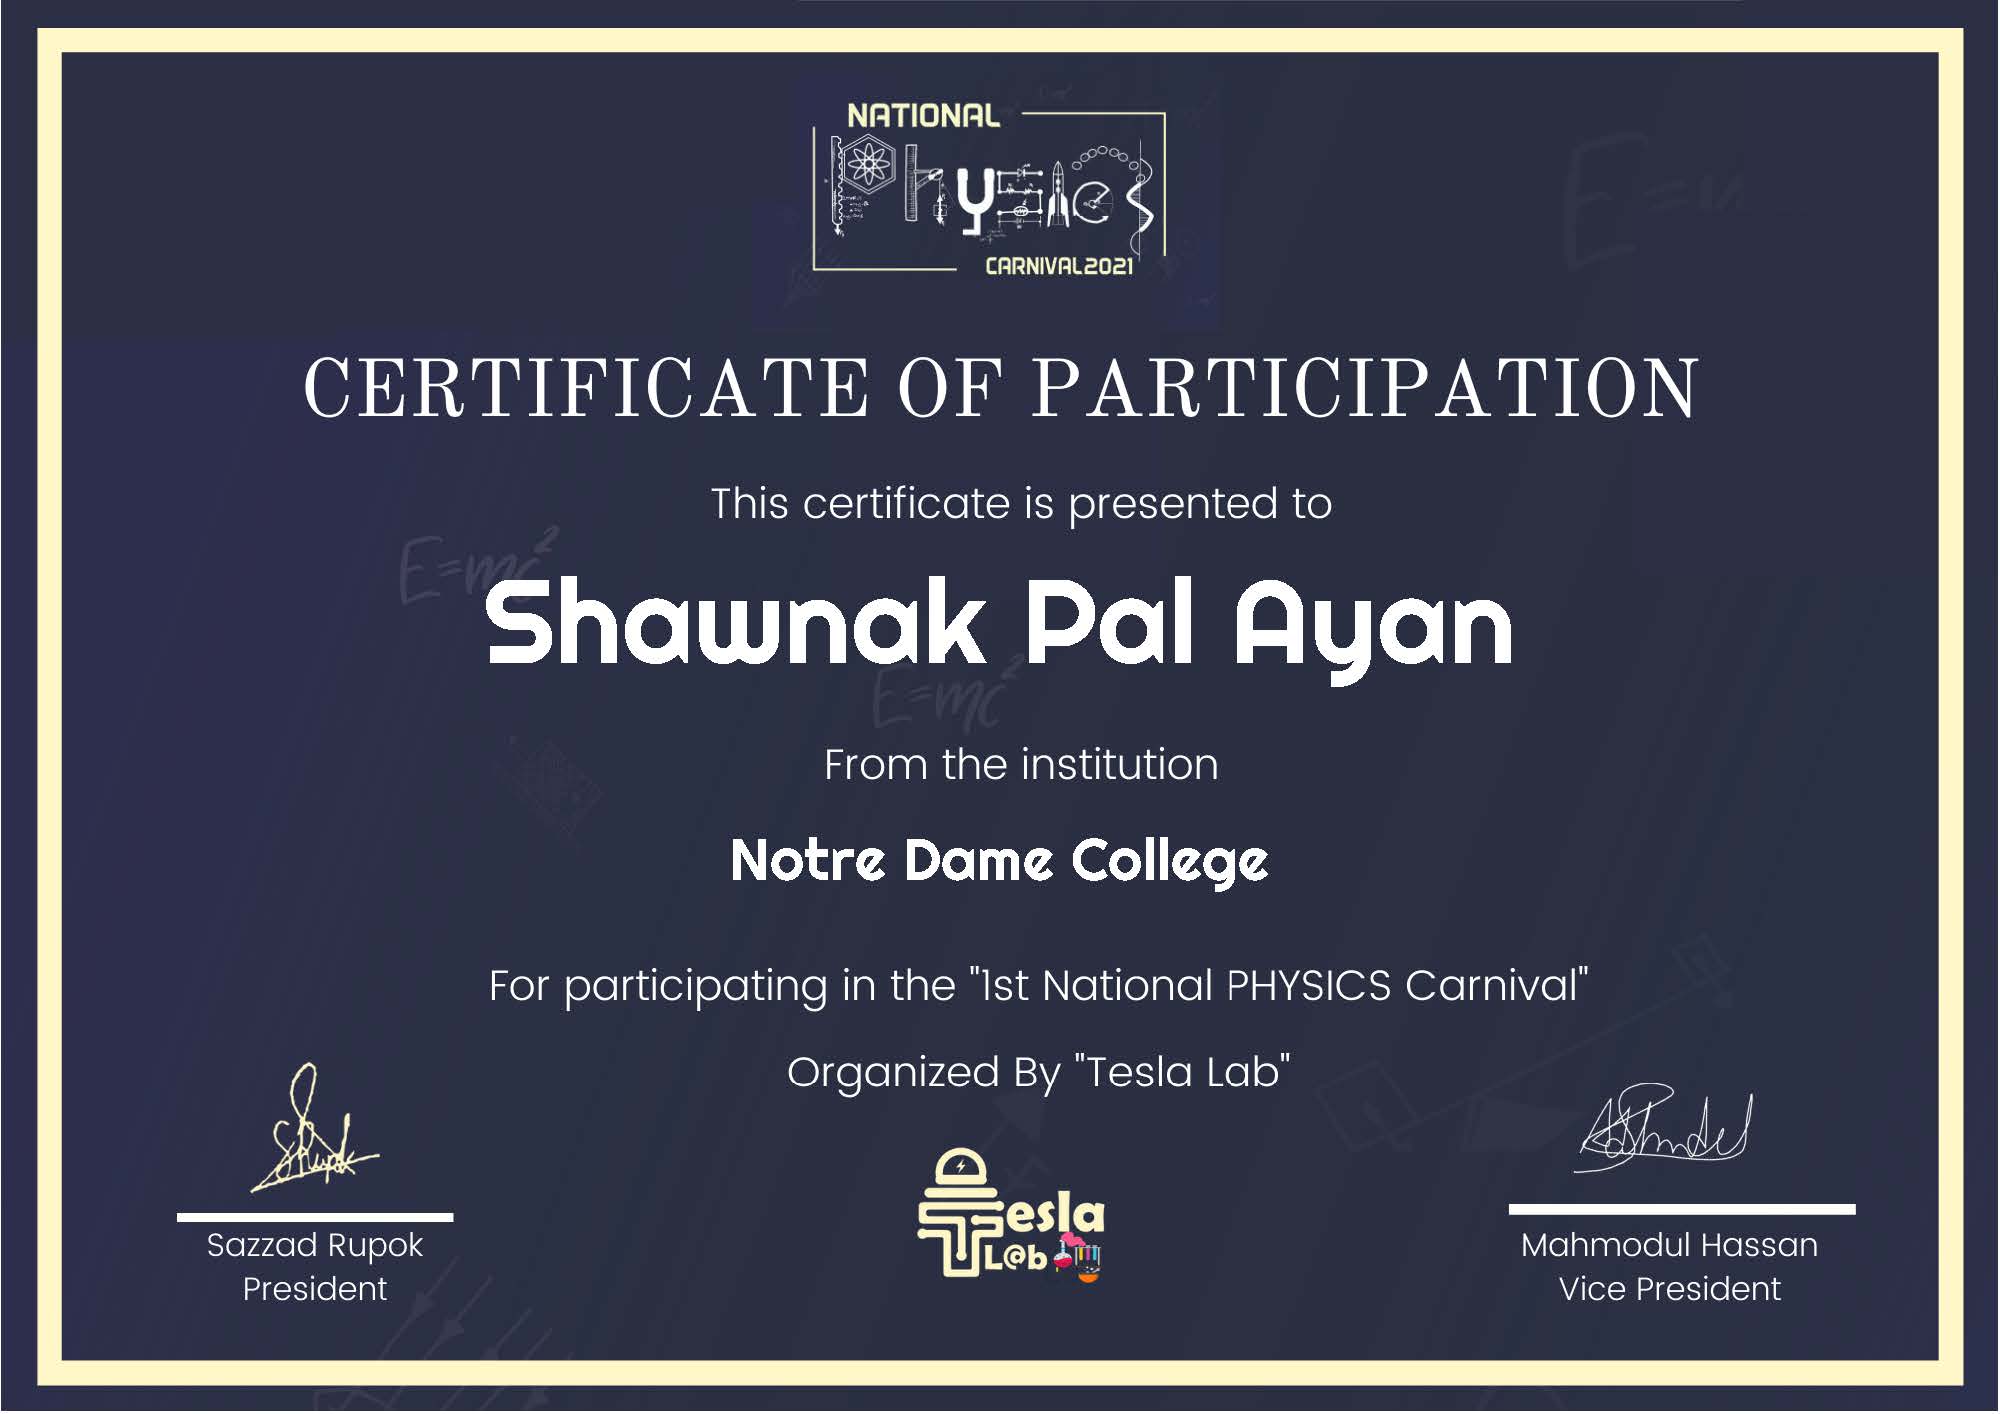 NATIONAL
Physics
CARNIVAL2021
CERTIFICATE OF PARTICIPATION
This certificate is presented to
E=mc²
Shawnak Pal Ayan
E=mc²
From the institution
Notre Dame College
For participating in the "1st National PHYSICS Carnival"
Organized By "Tesla Lab"
Tesla
L@b
Sazzad Rupok
President
Mahmodul Hassan
Vice President